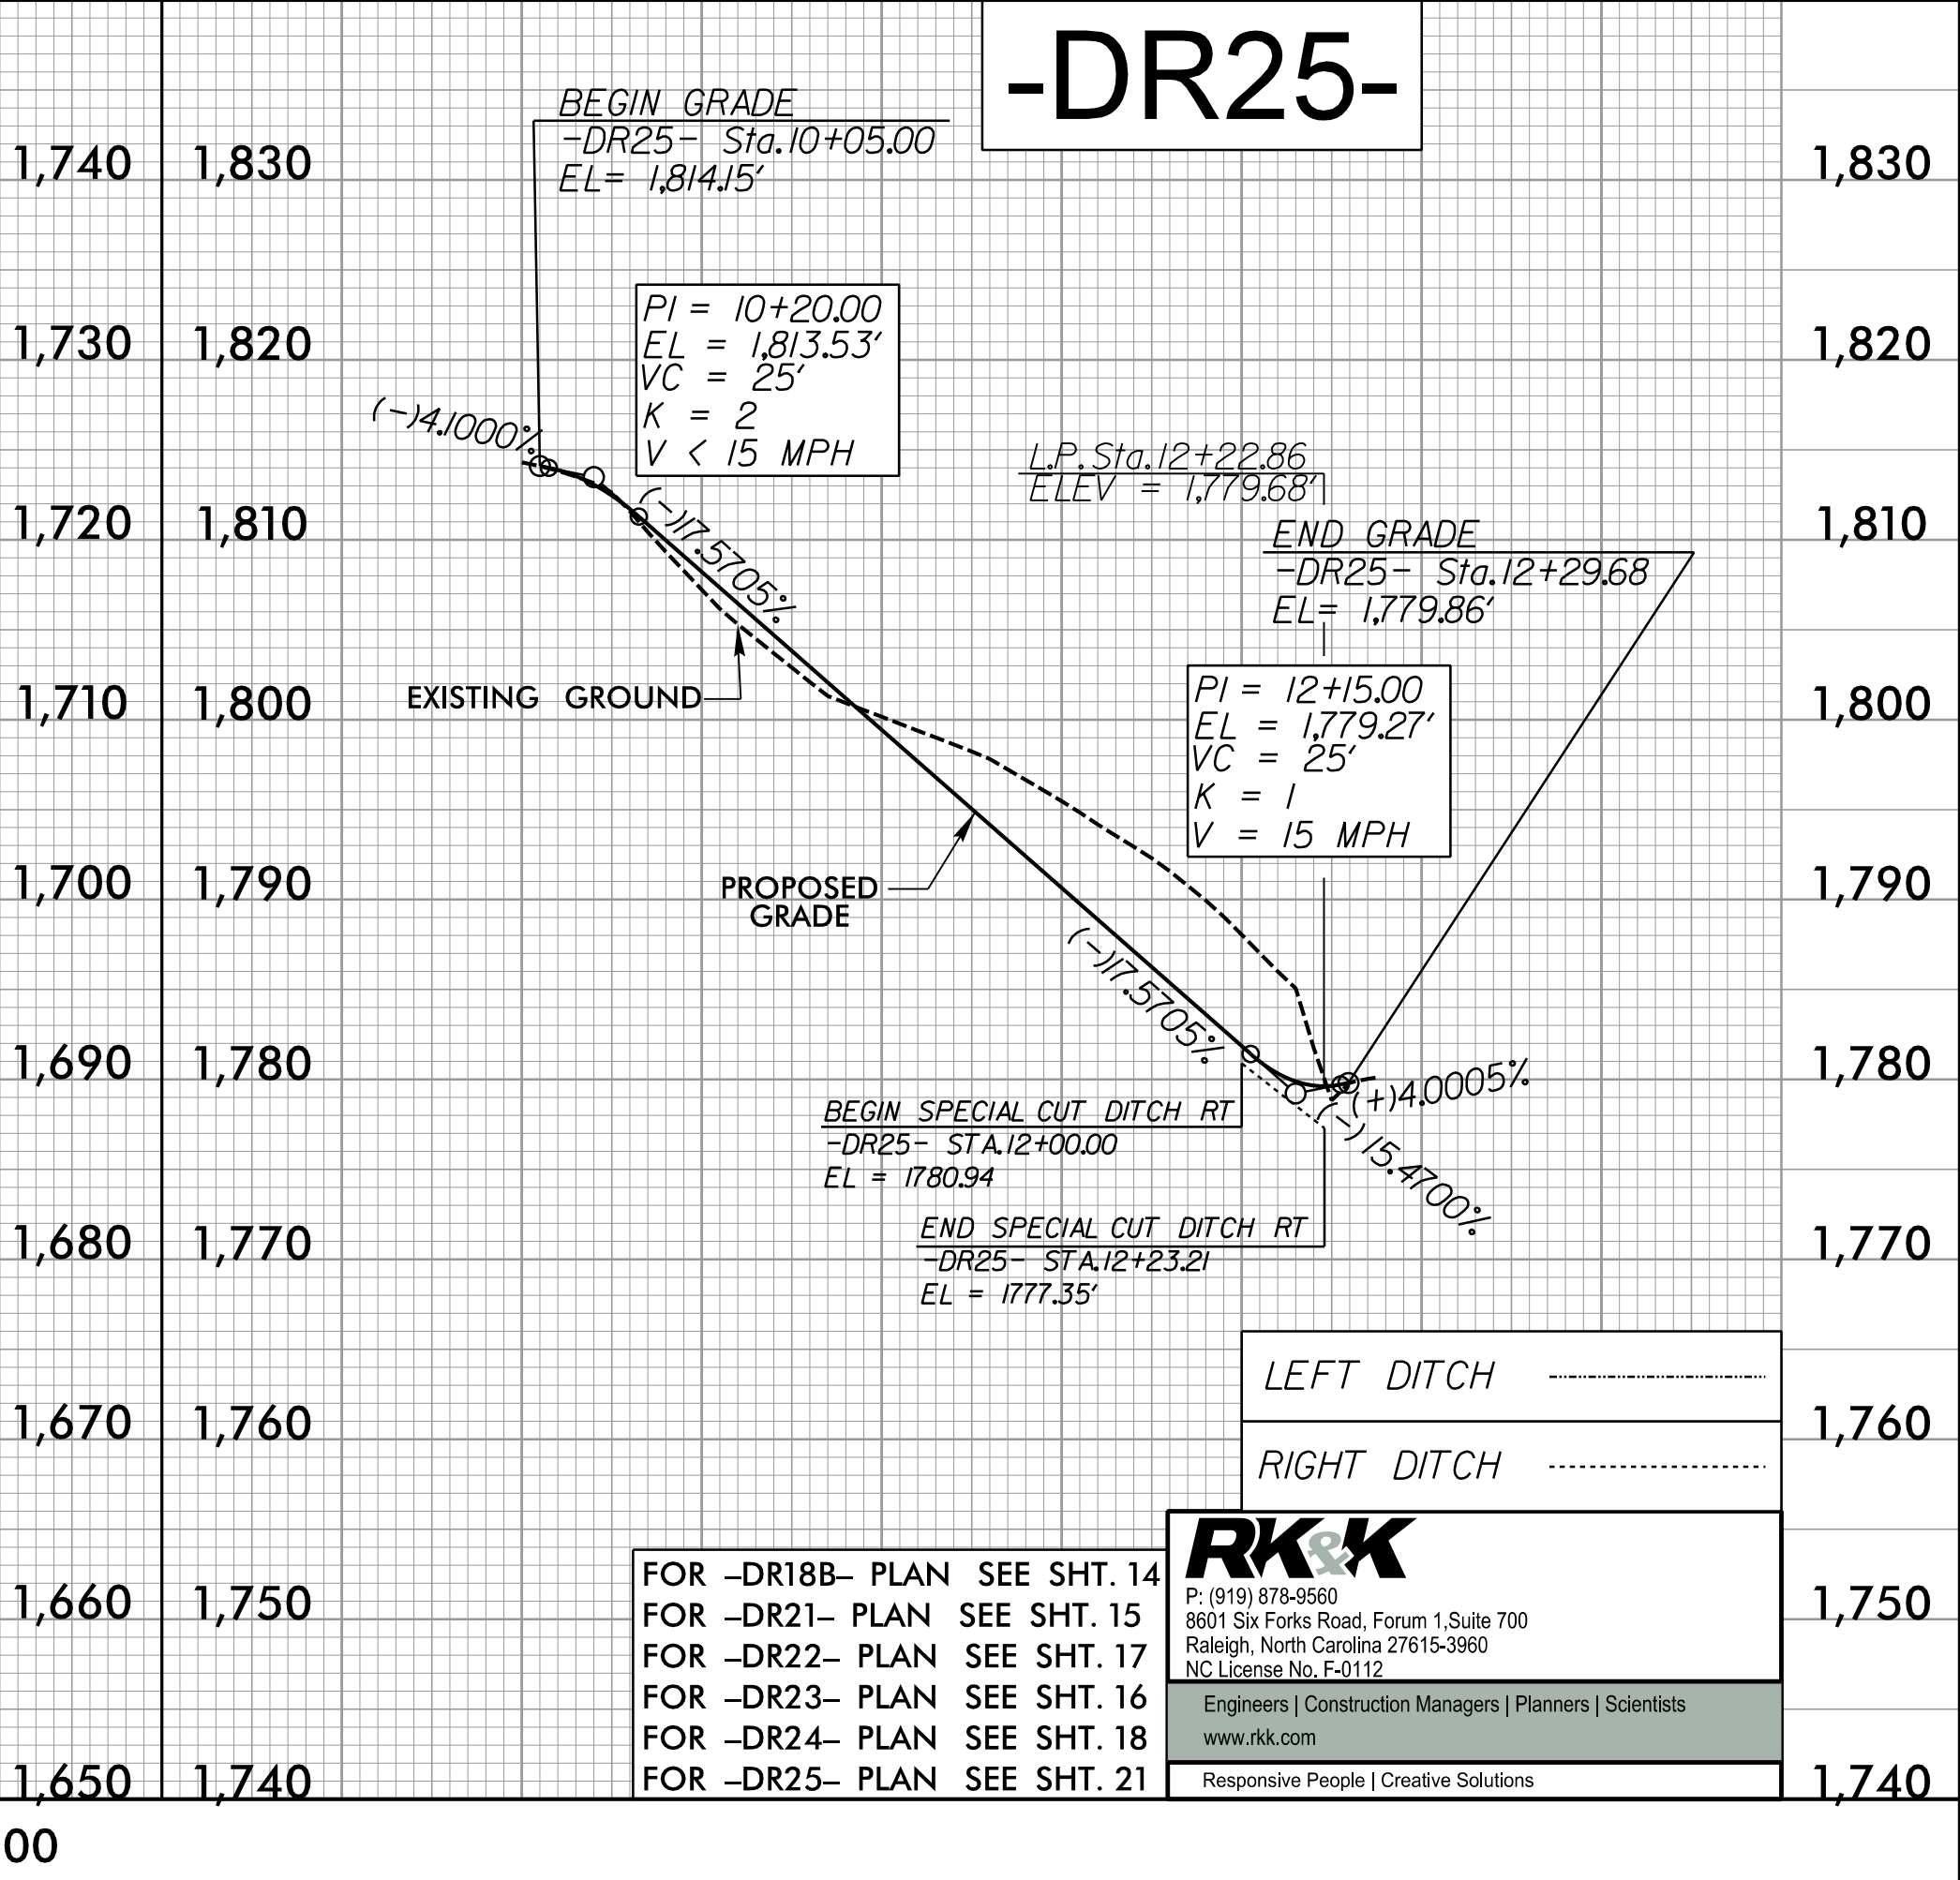 -DR25-
BEGIN GRADE
-DR25- Sta.10+05.00
EL= 1,814.15'
1,740 1,830 1,830
PI = 10+20.00
EL = 1,813.53'
VC = 25'
K = 2
V < 15 MPH
1,730 1,820 1,820
(-)4.1000%
L.P. Sta.12+22.86
ELEV = 1,779.68'
(-)17.5705%
1,720 1,810 1,810
END GRADE
-DR25- Sta.12+29.68
EL= 1,779.86'
EXISTING GROUND
1,710 1,800 1,800
PI = 12+15.00
EL = 1,779.27'
VC = 25'
K = 1
V = 15 MPH
1,700 1,790 1,790
PROPOSED
GRADE
(-)17.5705%
1,690 1,780 1,780
(+)4.0005%
(-)15.4700%
BEGIN SPECIAL CUT DITCH RT
-DR25- STA.12+00.00
EL = 1780.94
END SPECIAL CUT DITCH RT
-DR25- STA.12+23.21
EL = 1777.35'
1,680 1,770 1,770
LEFT DITCH
1,670 1,760 1,760
RIGHT DITCH
FOR -DR18B- PLAN SEE SHT. 14
FOR -DR21- PLAN SEE SHT. 15
FOR -DR22- PLAN SEE SHT. 17
FOR -DR23- PLAN SEE SHT. 16
FOR -DR24- PLAN SEE SHT. 18
FOR -DR25- PLAN SEE SHT. 21
RK&K
P: (919) 878-9560
8601 Six Forks Road, Forum 1,Suite 700
Raleigh, North Carolina 27615-3960
NC License No. F-0112
Engineers | Construction Managers | Planners | Scientists
www.rkk.com
Responsive People | Creative Solutions
1,660 1,750 1,750
1,650 1,740 1,740
00